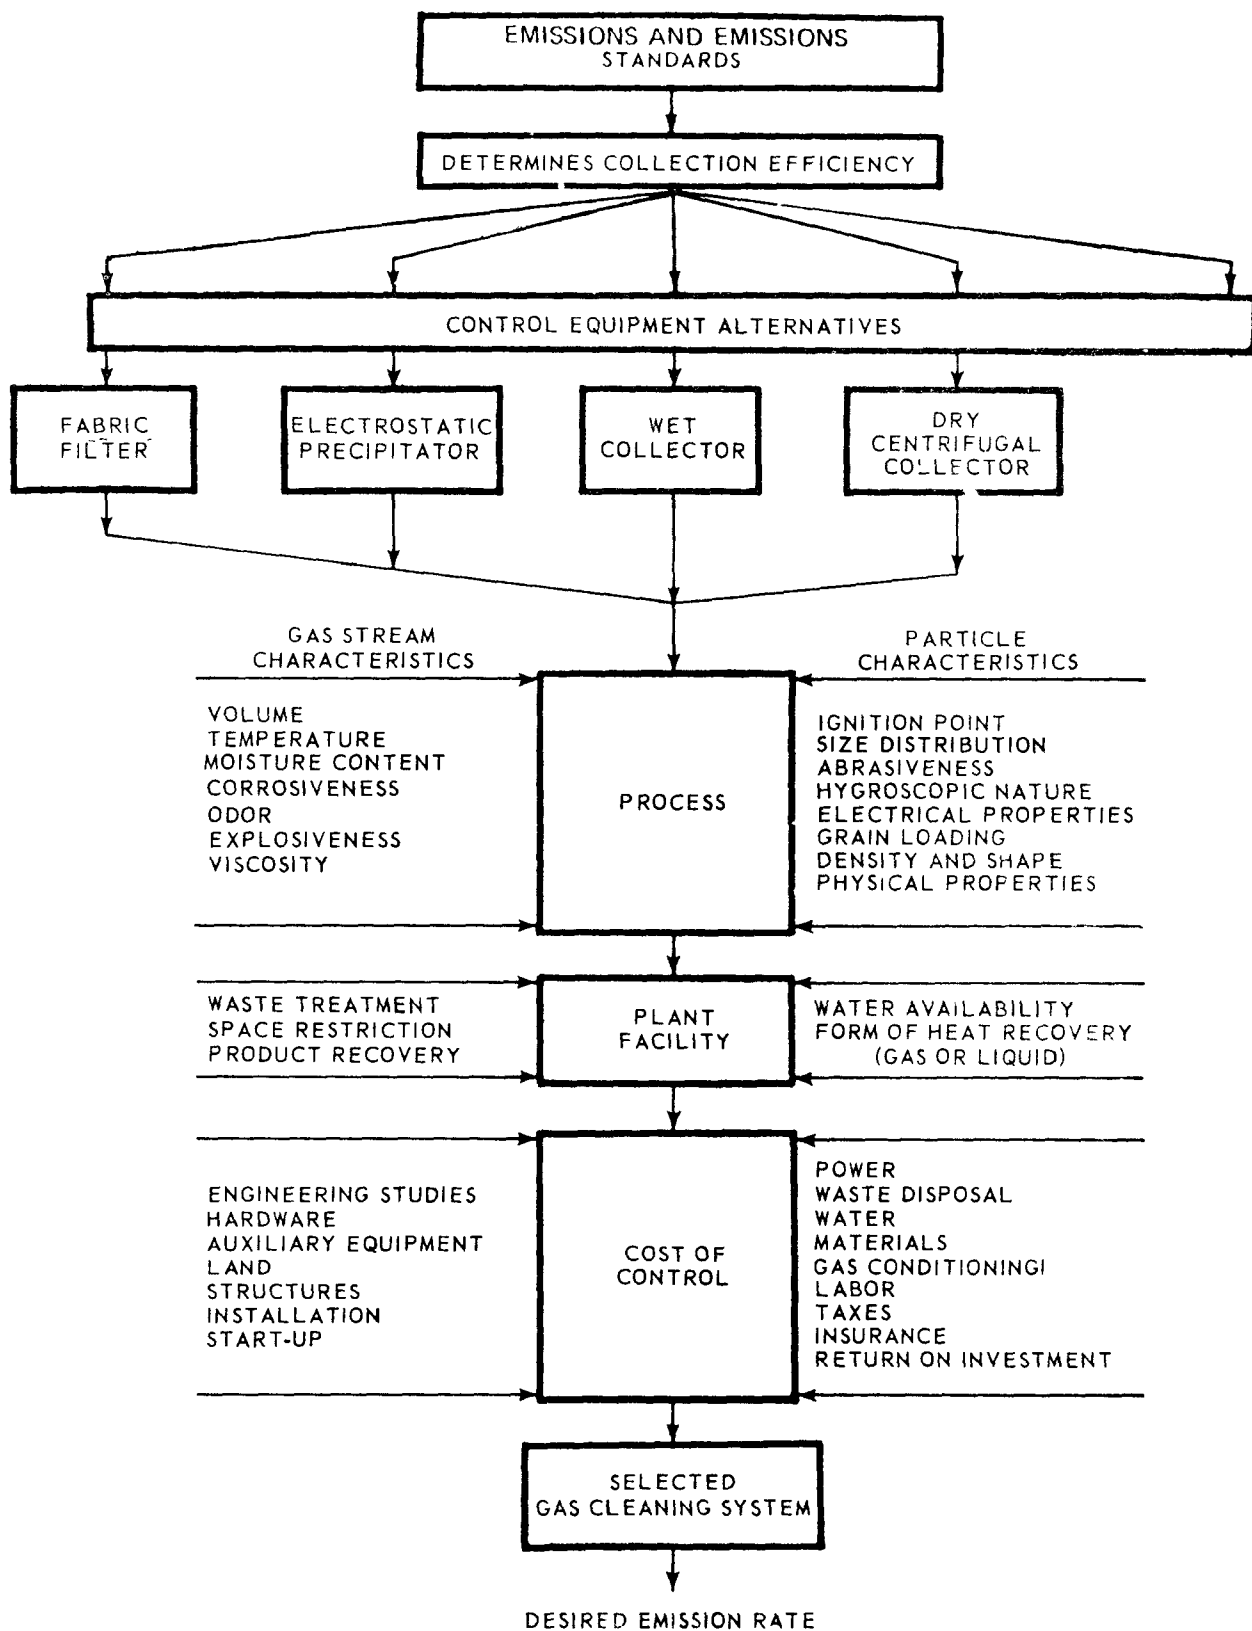 EMISSIONS AND EMISSIONS
STANDARDS
DETERMINES COLLECTION EFFICIENCY
CONTROL EQUIPMENT ALTERNATIVES
FABRIC
FILTER
ELECTROSTATIC
PRECIPITATOR
WET
COLLECTOR
DRY
CENTRIFUGAL
COLLECTOR
GAS STREAM
CHARACTERISTICS
VOLUME
TEMPERATURE
MOISTURE CONTENT
CORROSIVENESS
ODOR
EXPLOSIVENESS
VISCOSITY
PROCESS
PARTICLE
CHARACTERISTICS
IGNITION POINT
SIZE DISTRIBUTION
ABRASIVENESS
HYGROSCOPIC NATURE
ELECTRICAL PROPERTIES
GRAIN LOADING
DENSITY AND SHAPE
PHYSICAL PROPERTIES
WASTE TREATMENT
SPACE RESTRICTION
PRODUCT RECOVERY
PLANT
FACILITY
WATER AVAILABILITY
FORM OF HEAT RECOVERY
(GAS OR LIQUID)
ENGINEERING STUDIES
HARDWARE
AUXILIARY EQUIPMENT
LAND
STRUCTURES
INSTALLATION
START-UP
COST OF
CONTROL
POWER
WASTE DISPOSAL
WATER
MATERIALS
GAS CONDITIONING
LABOR
TAXES
INSURANCE
RETURN ON INVESTMENT
SELECTED
GAS CLEANING SYSTEM
DESIRED EMISSION RATE